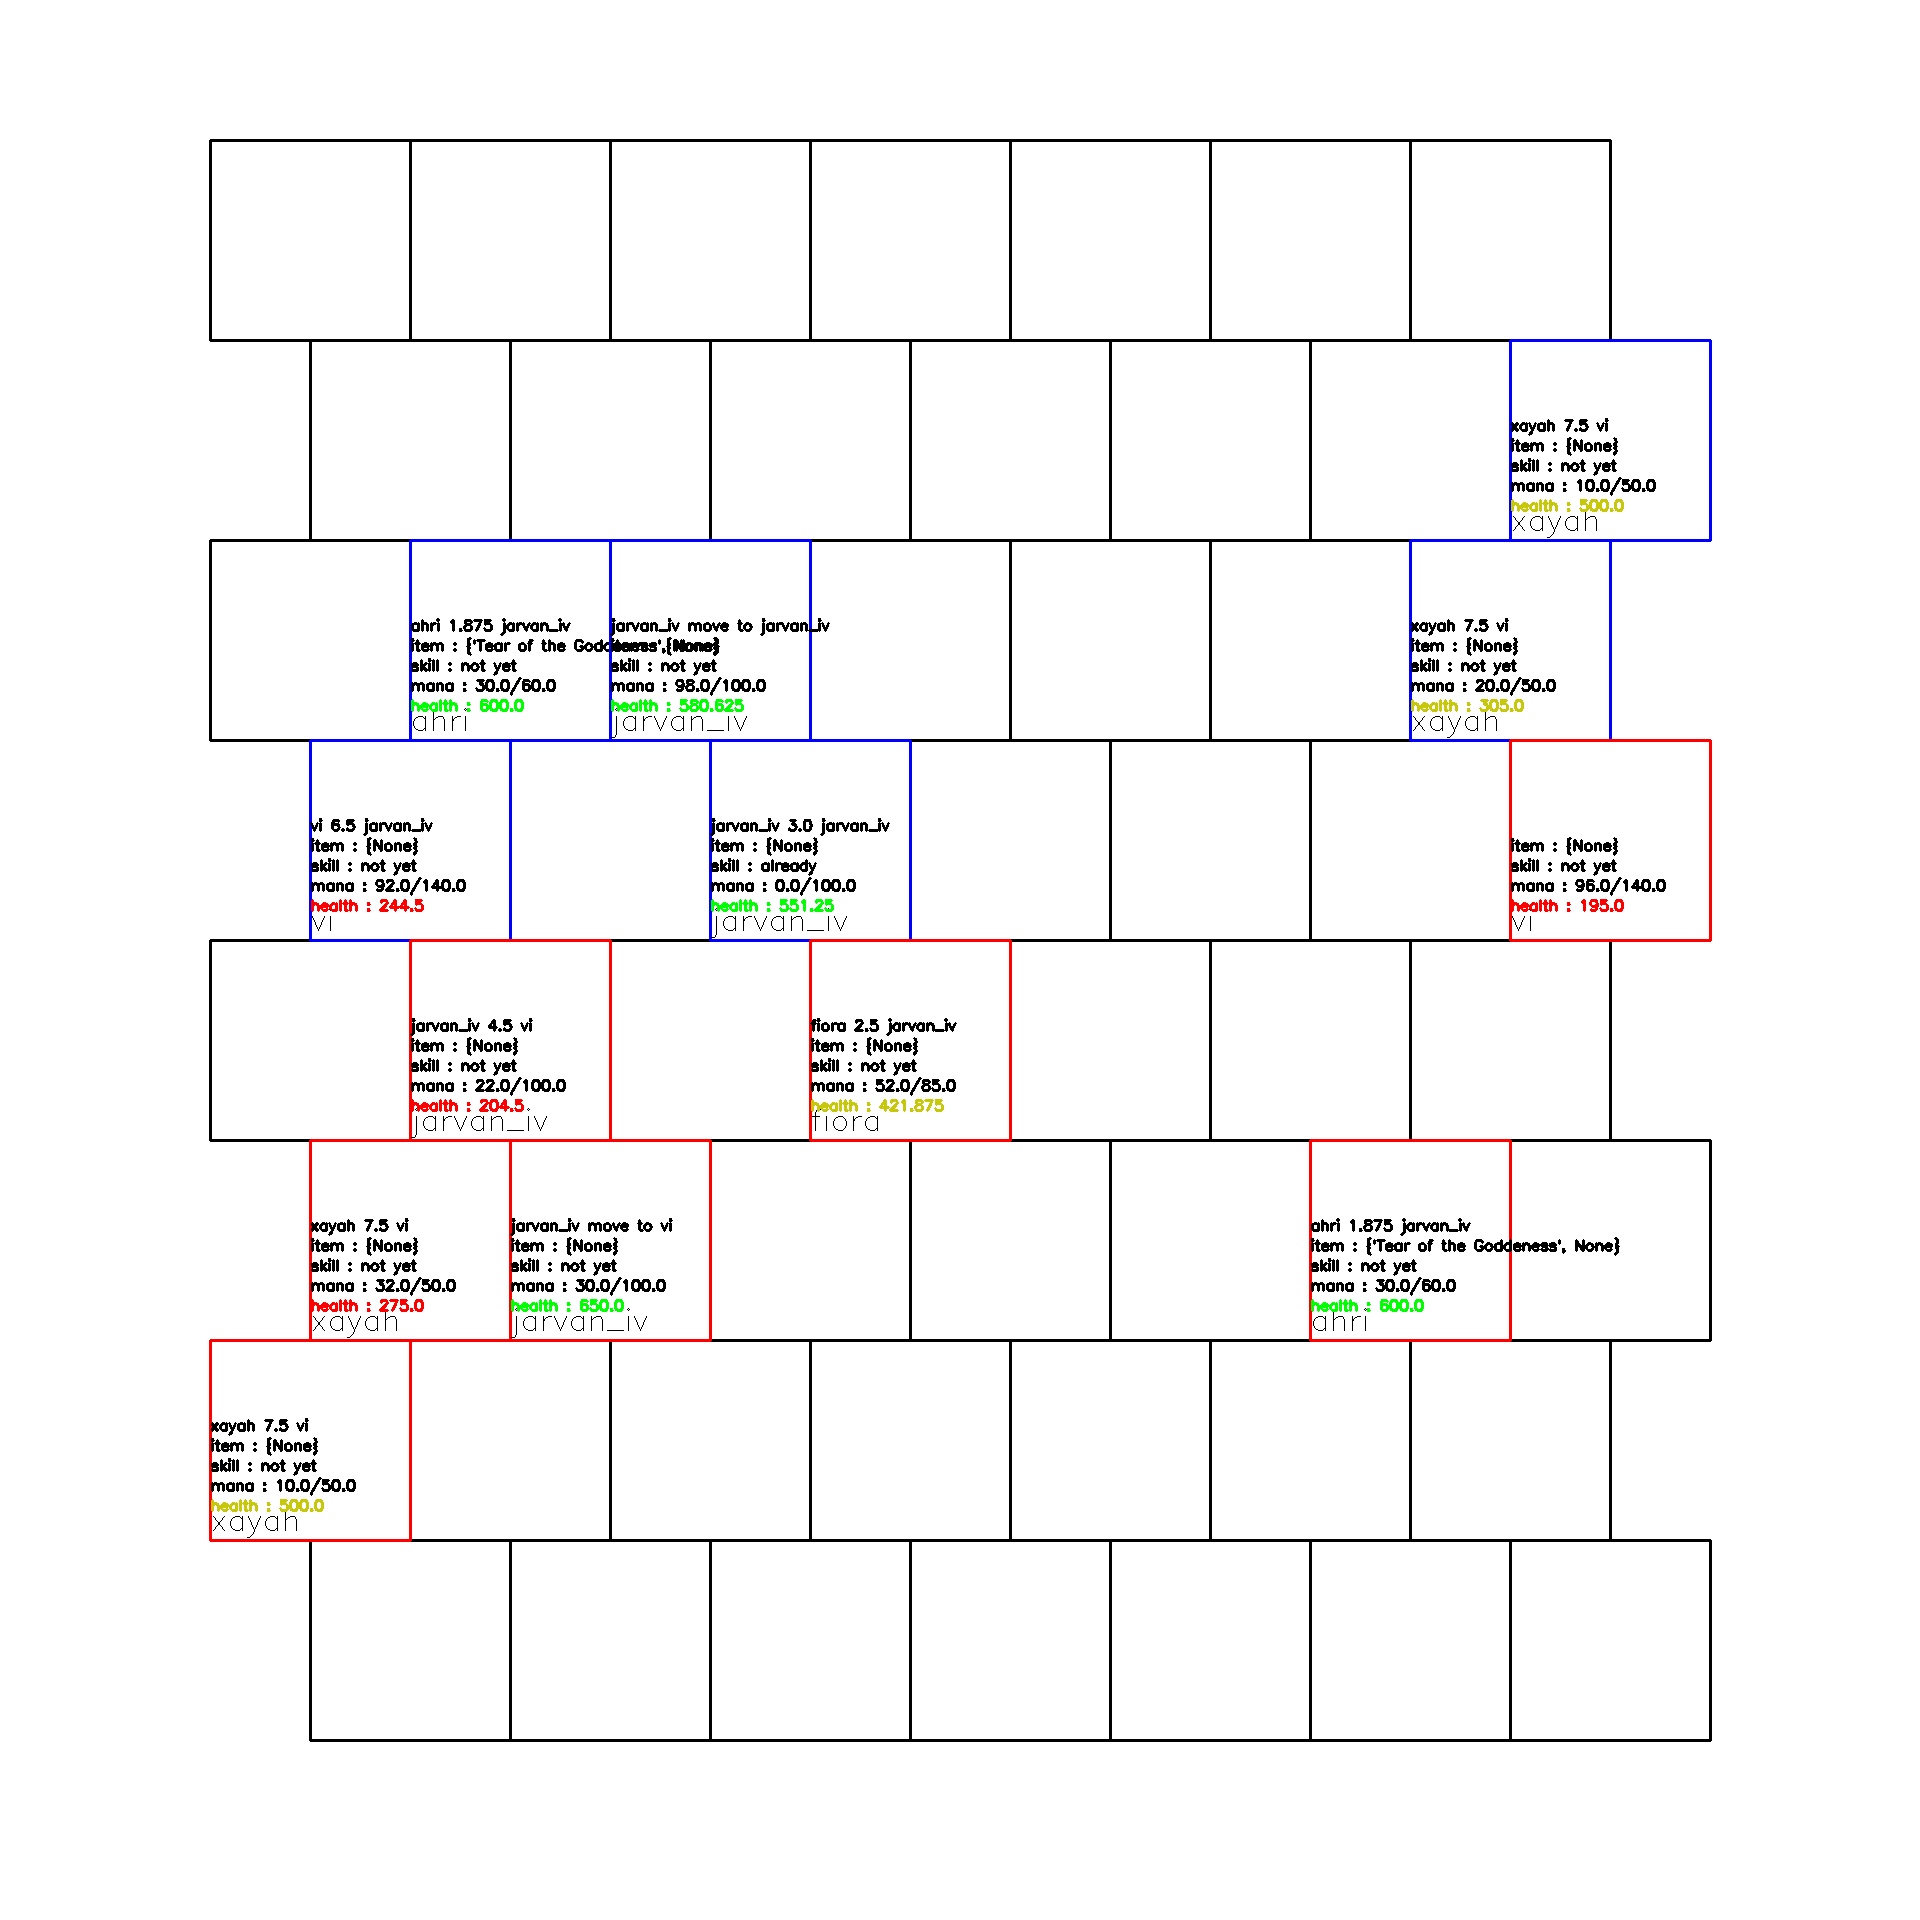 xayah 7.5 vi
item : {None}
skill : not yet
mana : 10.0/50.0
health : 500.0
xayah
ahri 1.875 jarvan_iv
item : {'Tear of the Goddeness', None}
skill : not yet
mana : 30.0/60.0
health : 600.0
ahri
jarvan_iv move to jarvan_iv
item : {None}
skill : not yet
mana : 98.0/100.0
health : 580.625
jarvan_iv
xayah 7.5 vi
item : {None}
skill : not yet
mana : 20.0/50.0
health : 305.0
xayah
vi 6.5 jarvan_iv
item : {None}
skill : not yet
mana : 92.0/140.0
health : 244.5
vi
jarvan_iv 3.0 jarvan_iv
item : {None}
skill : already
mana : 0.0/100.0
health : 551.25
jarvan_iv
item : {None}
skill : not yet
mana : 96.0/140.0
health : 195.0
vi
jarvan_iv 4.5 vi
item : {None}
skill : not yet
mana : 22.0/100.0
health : 204.5
jarvan_iv
fiora 2.5 jarvan_iv
item : {None}
skill : not yet
mana : 52.0/85.0
health : 421.875
fiora
xayah 7.5 vi
item : {None}
skill : not yet
mana : 32.0/50.0
health : 275.0
xayah
jarvan_iv move to vi
item : {None}
skill : not yet
mana : 30.0/100.0
health : 650.0
jarvan_iv
ahri 1.875 jarvan_iv
item : {'Tear of the Goddeness', None}
skill : not yet
mana : 30.0/60.0
health : 600.0
ahri
xayah 7.5 vi
item : {None}
skill : not yet
mana : 10.0/50.0
health : 500.0
xayah